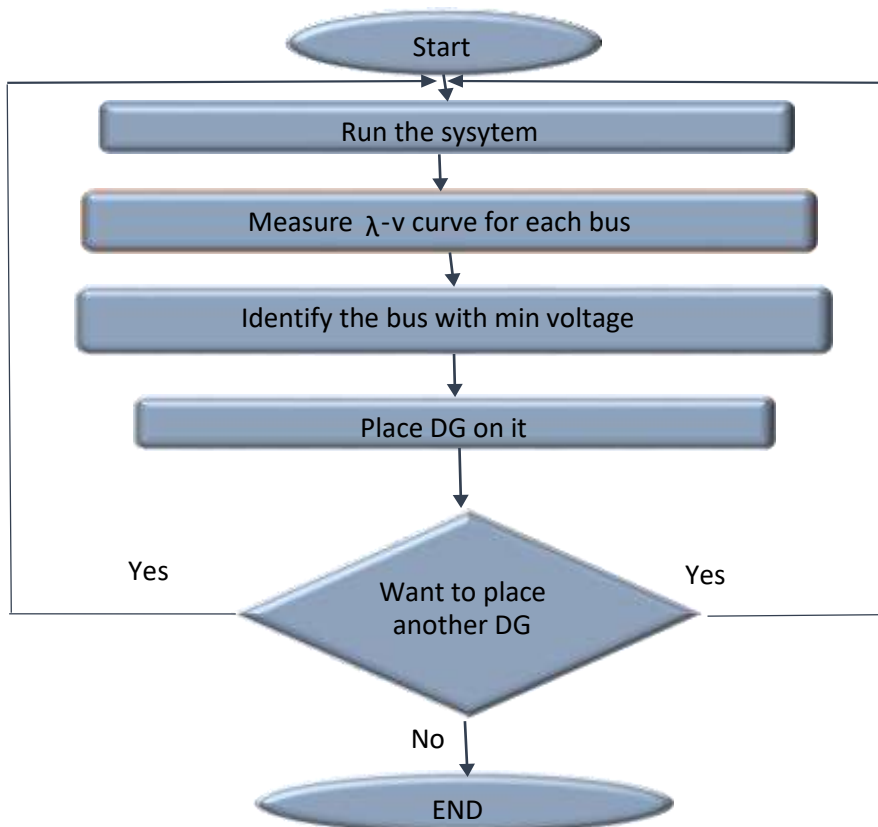 Start
Run the sysytem
Measure λ-v curve for each bus
Identify the bus with min voltage
Place DG on it
Yes
Want to place
another DG
Yes
No
END